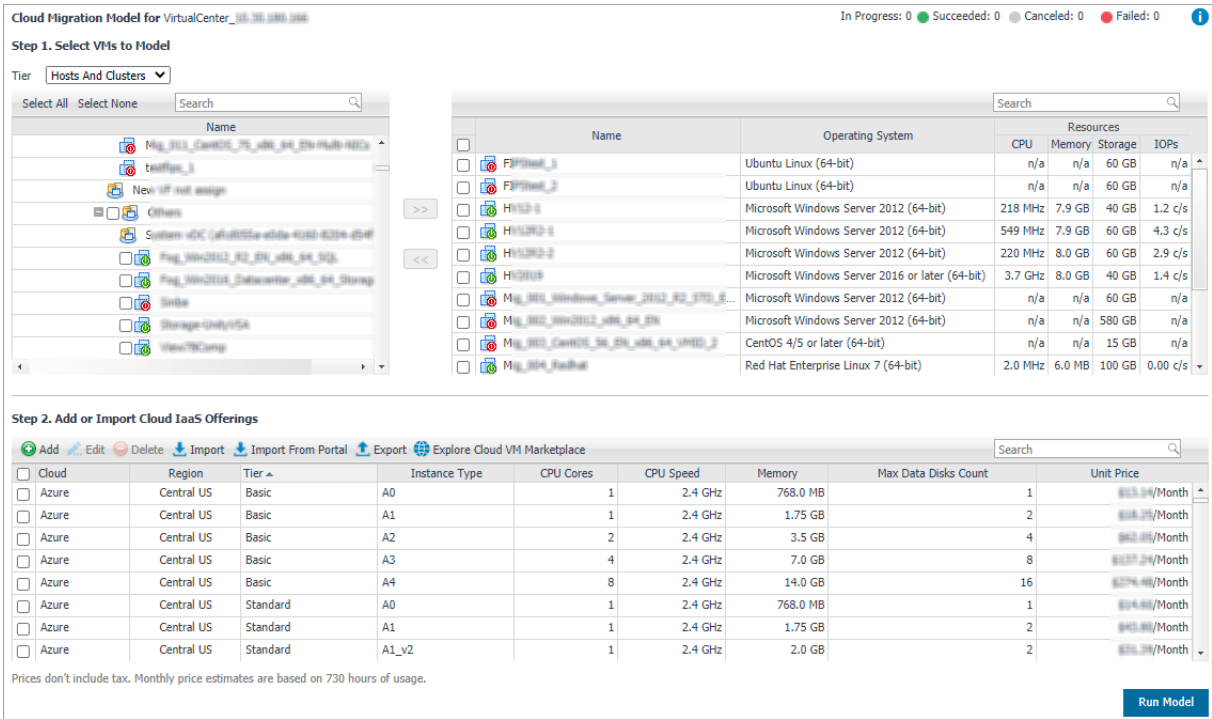 Cloud Migration Model for VirtualCenter_
In Progress: 0 Succeeded: 0 Canceled: 0 Failed: 0
Step 1. Select VMs to Model
Tier Hosts And Clusters
Select All Select None Search
Search
Name
Name Operating System Resources
CPU Memory Storage IOPs
New VF not assign
Others
>>
<<
Ubuntu Linux (64-bit) n/a n/a 60 GB n/a
Ubuntu Linux (64-bit) n/a n/a 60 GB n/a
Microsoft Windows Server 2012 (64-bit) 218 MHz 7.9 GB 40 GB 1.2 c/s
Microsoft Windows Server 2012 (64-bit) 549 MHz 7.9 GB 60 GB 4.3 c/s
Microsoft Windows Server 2012 (64-bit) 220 MHz 8.0 GB 60 GB 2.9 c/s
Microsoft Windows Server 2016 or later (64-bit) 3.7 GHz 8.0 GB 40 GB 1.4 c/s
Microsoft Windows Server 2012 (64-bit) n/a n/a 60 GB n/a
Microsoft Windows Server 2012 (64-bit) n/a n/a 580 GB n/a
CentOS 4/5 or later (64-bit) n/a n/a 15 GB n/a
Red Hat Enterprise Linux 7 (64-bit) 2.0 MHz 6.0 MB 100 GB 0.00 c/s
Step 2. Add or Import Cloud IaaS Offerings
Add Edit Delete Import Import From Portal Export Explore Cloud VM Marketplace Search
Cloud Region Tier Instance Type CPU Cores CPU Speed Memory Max Data Disks Count Unit Price
Azure Central US Basic A0 1 2.4 GHz 768.0 MB 1 /Month
Azure Central US Basic A1 1 2.4 GHz 1.75 GB 2 /Month
Azure Central US Basic A2 2 2.4 GHz 3.5 GB 4 /Month
Azure Central US Basic A3 4 2.4 GHz 7.0 GB 8 /Month
Azure Central US Basic A4 8 2.4 GHz 14.0 GB 16 /Month
Azure Central US Standard A0 1 2.4 GHz 768.0 MB 1 /Month
Azure Central US Standard A1 1 2.4 GHz 1.75 GB 2 /Month
Azure Central US Standard A1_v2 1 2.4 GHz 2.0 GB 2 /Month
Prices don't include tax. Monthly price estimates are based on 730 hours of usage.
Run Model